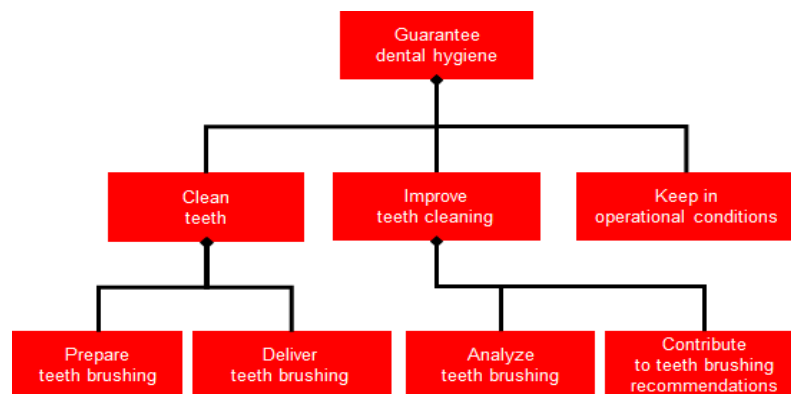 Guarantee
dental hygiene
Clean
teeth
Improve
teeth cleaning
Keep in
operational conditions
Prepare
teeth brushing
Deliver
teeth brushing
Analyze
teeth brushing
Contribute
to teeth brushing
recommendations